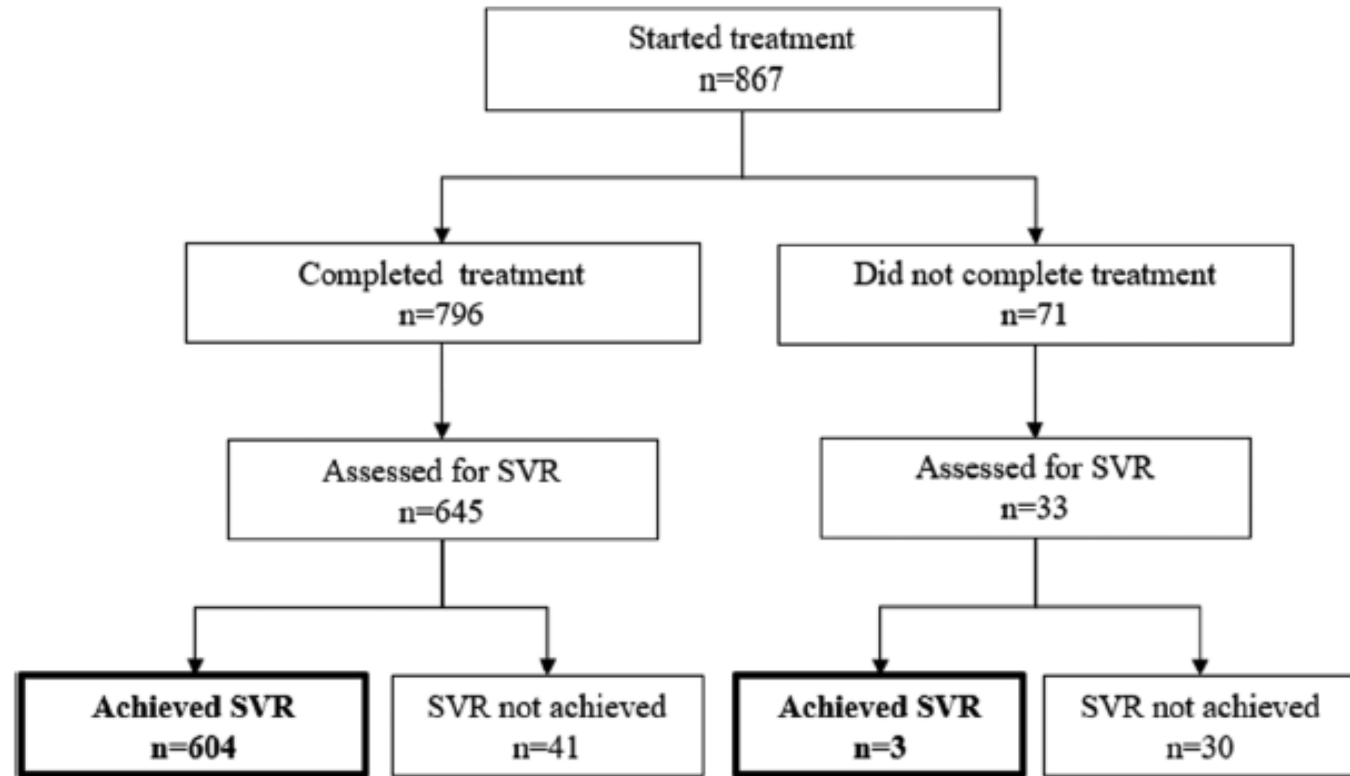 Started treatment
n=867
Completed treatment
n=796
Did not complete treatment
n=71
Assessed for SVR
n=645
Assessed for SVR
n=33
Achieved SVR
n=604
SVR not achieved
n=41
Achieved SVR
n=3
SVR not achieved
n=30